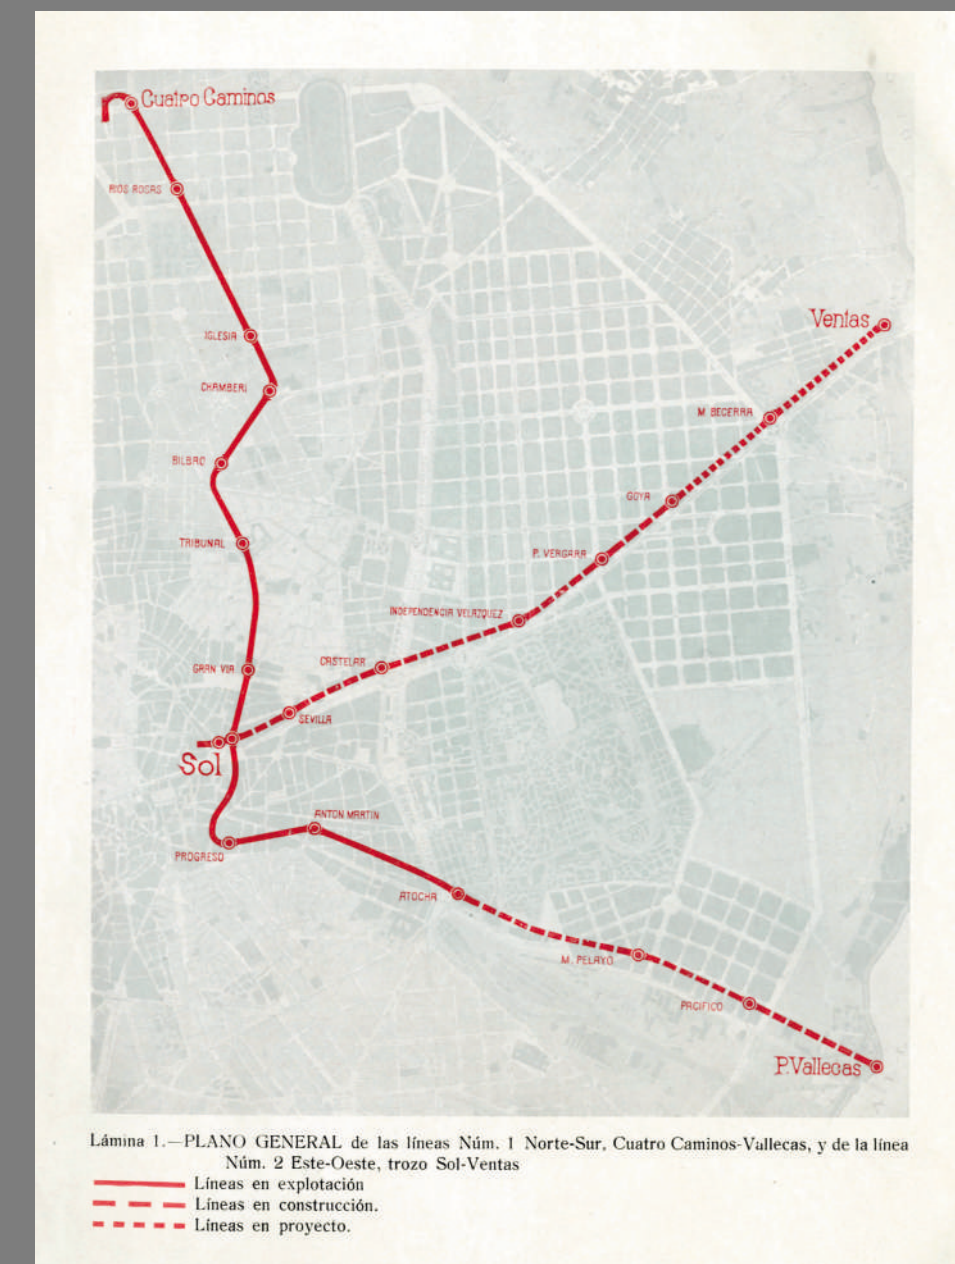 Cuatro Caminos
RIOS ROSAS
IGLESIA
CHAMBERI
BILBAO
TRIBUNAL
GRAN VIA
Sol
SEVILLA
CASTELAR
INDEPENDENCIA VELAZQUEZ
P. VERGARA
GOYA
M. BECERRA
Ventas
PROGRESO
ANTON MARTIN
ATOCHA
M. PELAYO
PACIFICO
P.Vallecas
Lámina 1.—PLANO GENERAL de las líneas Núm. 1 Norte-Sur, Cuatro Caminos-Vallecas, y de la línea
Núm. 2 Este-Oeste, trozo Sol-Ventas
Líneas en explotación
Líneas en construcción.
Líneas en proyecto.